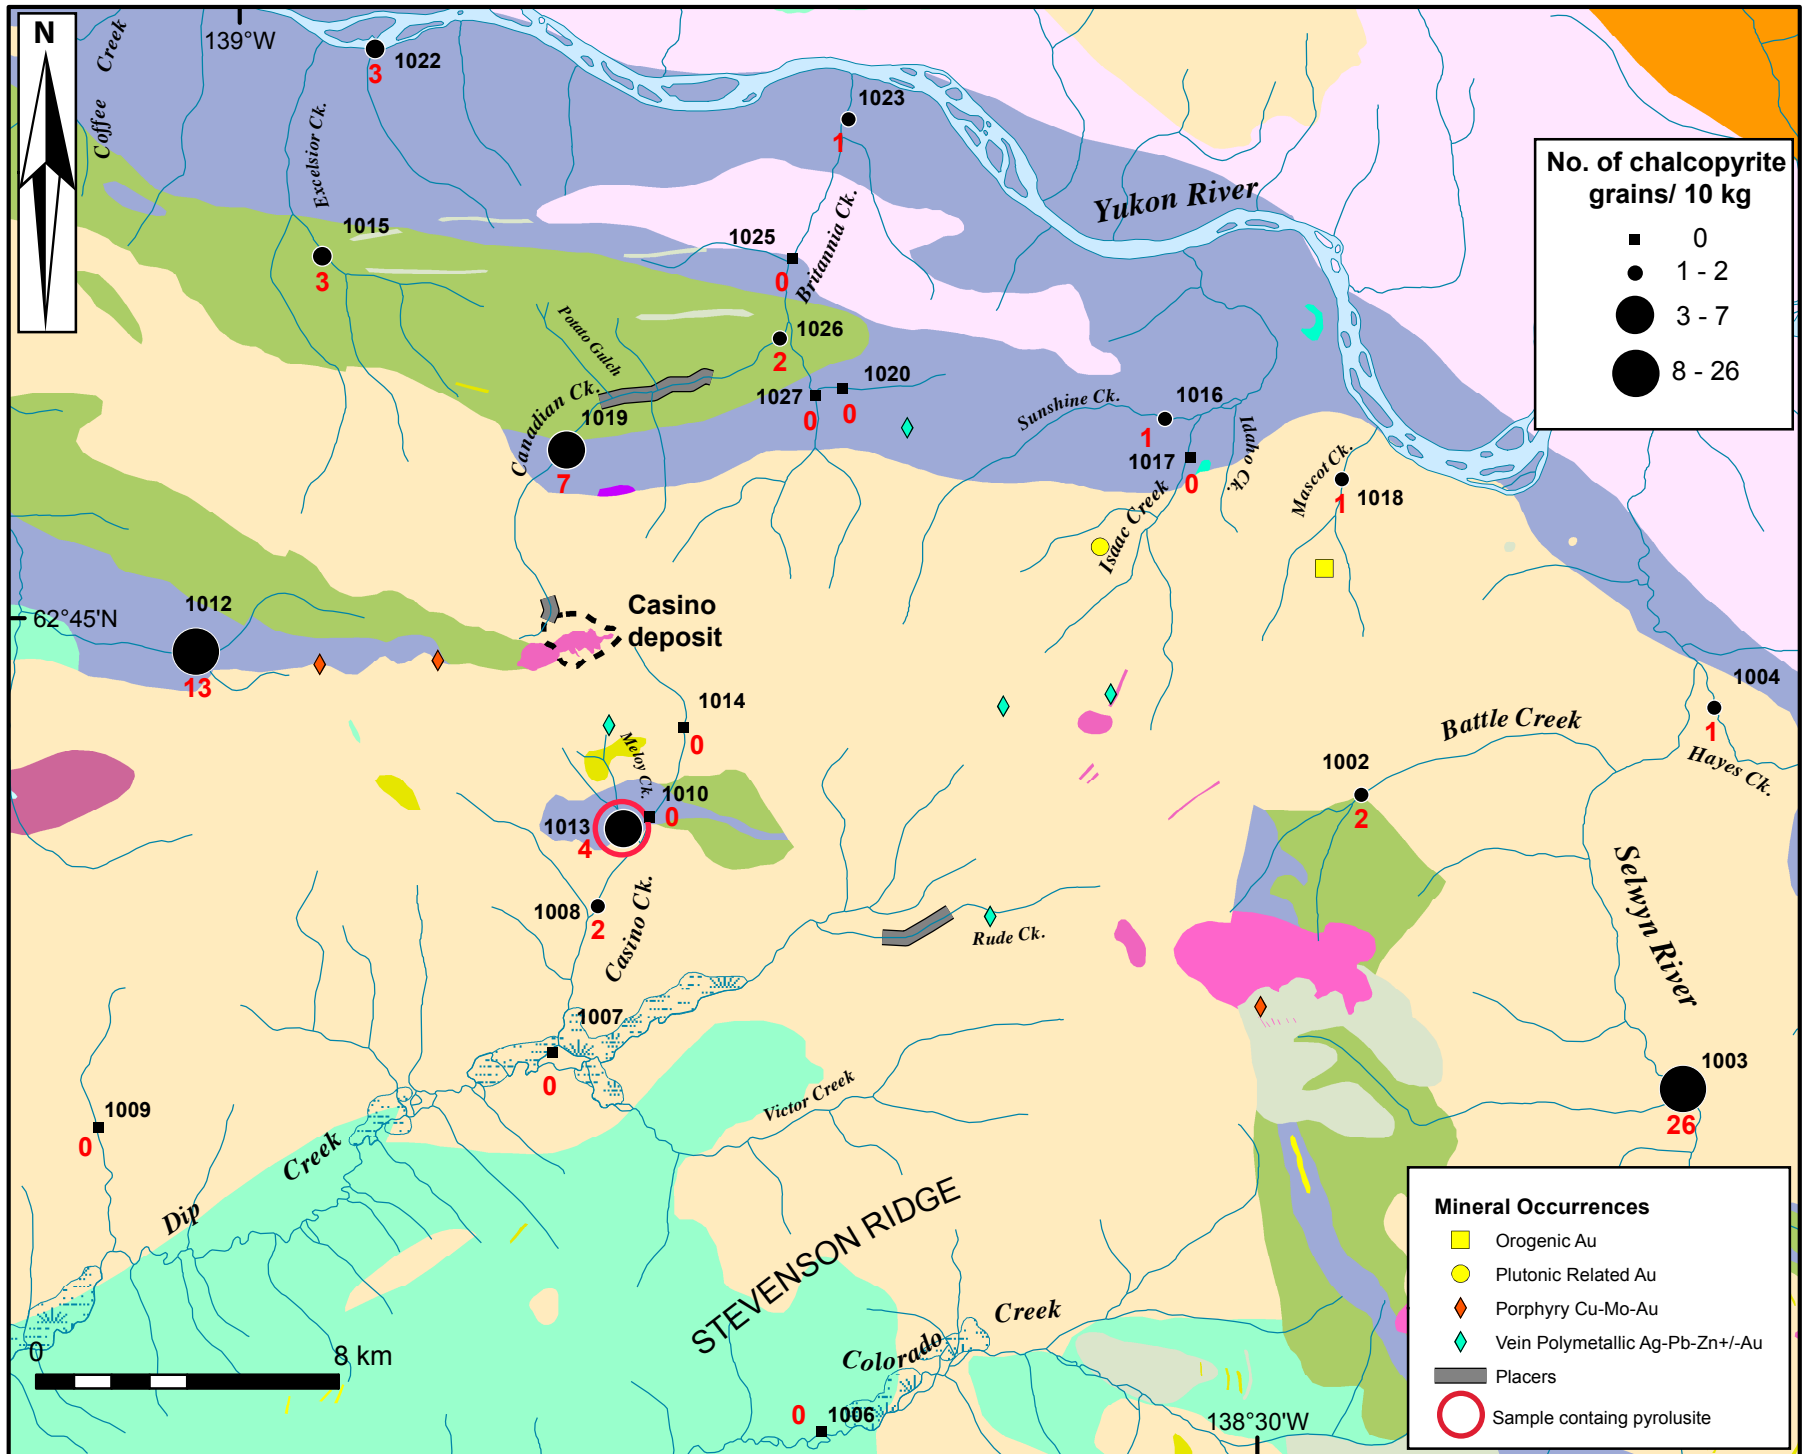 N
139°W
Coffee Creek
1022
3
Excelsior Ck.
1023
1
Yukon River
No. of chalcopyrite
grains/ 10 kg
0
1 - 2
3 - 7
8 - 26
1015
3
1025
0
Britannia Ck.
Potato Gulch
1026
2
1020
0
1027
0
Canadian Ck.
1019
7
Sunshine Ck.
1016
1
1017
0
Idaho Ck.
Isaac Creek
Mascot Ck.
1018
1
62°45'N
1012
13
Casino
deposit
1014
0
Meloy Ck.
1010
0
1013
4
1008
2
Casino Ck.
Battle Creek
1002
2
1004
1
Hayes Ck.
Selwyn River
Rude Ck.
1007
0
1003
26
Victor Creek
1009
0
Dip Creek
STEVENSON RIDGE
Colorado Creek
1006
0
138°30'W
0
8 km
Mineral Occurrences
Orogenic Au
Plutonic Related Au
Porphyry Cu-Mo-Au
Vein Polymetallic Ag-Pb-Zn+/-Au
Placers
Sample containg pyrolusite